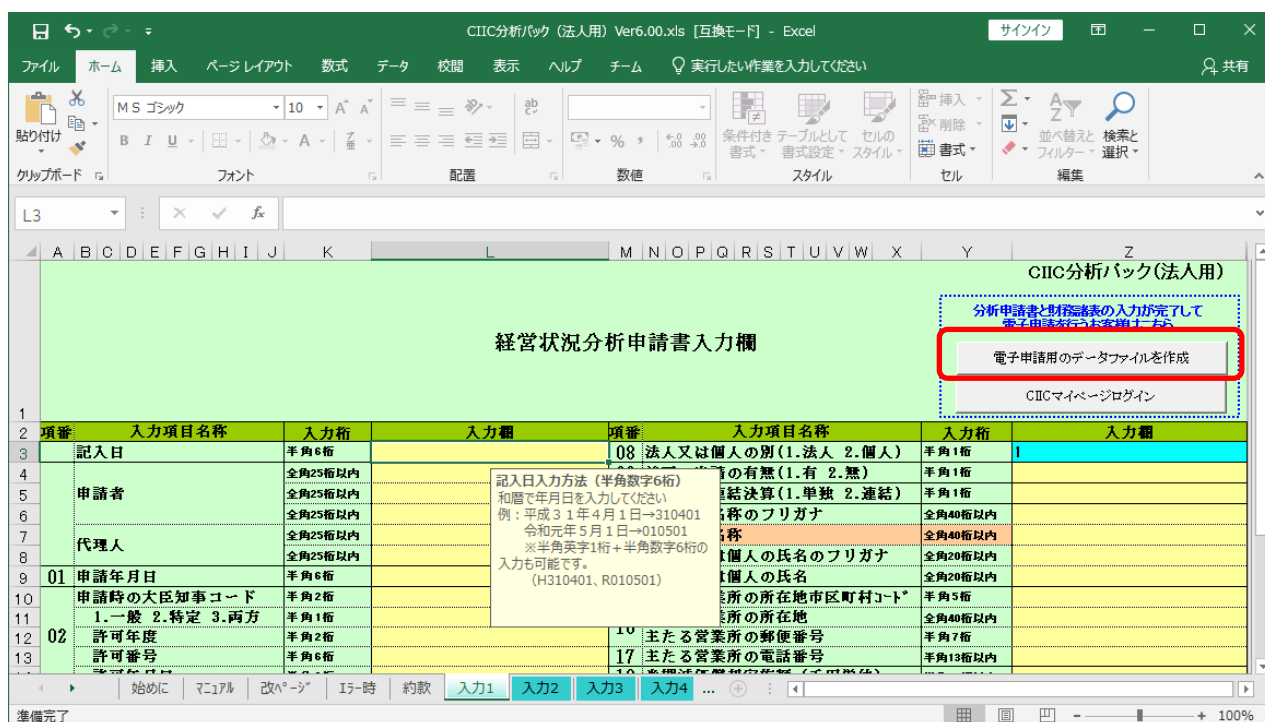 CIIC分析パック（法人用）Ver6.00.xls [互換モード] - Excel
サインイン
ファイル ホーム 挿入 ページ レイアウト 数式 データ 校閲 表示 ヘルプ チーム 実行したい作業を入力してください 共有
貼り付け
MS ゴシック 10
B I U
条件付き書式 テーブルとして書式設定 セルのスタイル
挿入
削除
書式
並べ替えとフィルター
検索と選択
クリップボード フォント 配置 数値 スタイル セル 編集
L3
fx
A B C D E F G H I J K L M N O P Q R S T U V W X Y Z
CIIC分析パック(法人用)
経営状況分析申請書入力欄
分析申請書と財務諸表の入力が完了して
電子申請を行うお客様はこちら
電子申請用のデータファイルを作成
CIICマイページログイン
1
2 項番 入力項目名称 入力桁 入力欄 項番 入力項目名称 入力桁 入力欄
3 記入日 半角6桁 08 法人又は個人の別(1.法人 2.個人) 半角1桁 1
4 全角25桁以内 の有無(1.有 2.無) 半角1桁
5 申請者 全角25桁以内 連結決算(1.単独 2.連結) 半角1桁
6 全角25桁以内 称のフリガナ 全角40桁以内
7 代理人 全角25桁以内 称 全角40桁以内
8 全角25桁以内 個人の氏名のフリガナ 全角20桁以内
9 01 申請年月日 半角6桁 個人の氏名 全角20桁以内
10 申請時の大臣知事コード 半角2桁 所の所在地市区町村コード 半角5桁
11 1.一般 2.特定 3.両方 半角1桁 所の所在地 全角40桁以内
12 02 許可年度 半角2桁 16 主たる営業所の郵便番号 半角7桁
13 許可番号 半角6桁 17 主たる営業所の電話番号 半角13桁以内
記入日入力方法（半角数字6桁）
和暦で年月日を入力してください
例：平成３１年４月１日→310401
令和元年５月１日→010501
※半角英字1桁＋半角数字6桁の
入力も可能です。
（H310401、R010501）
始めに マニュアル 改ページ エラー時 約款 入力1 入力2 入力3 入力4 ...
準備完了
100%